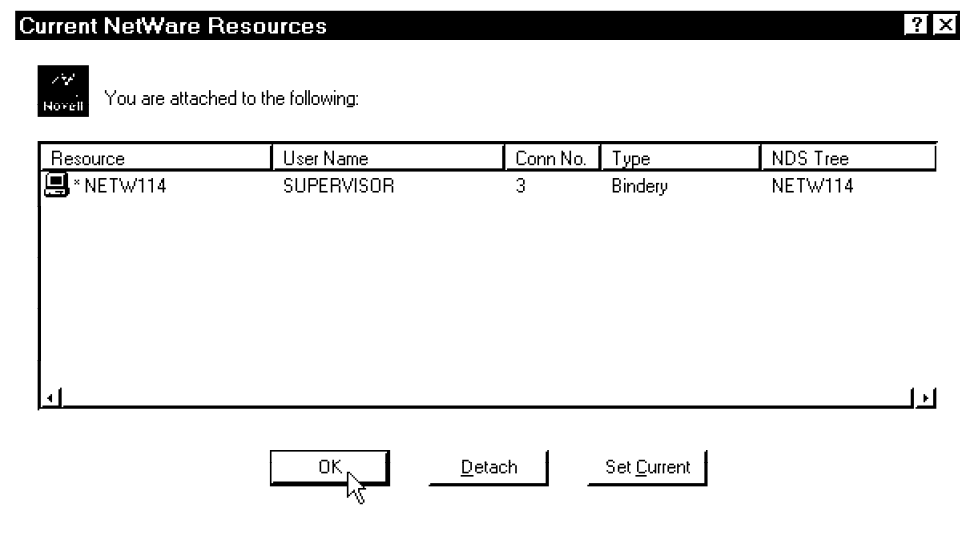 Current NetWare Resources
Novell
You are attached to the following:
Resource User Name Conn No. Type NDS Tree
* NETW114 SUPERVISOR 3 Bindery NETW114
OK Detach Set Current